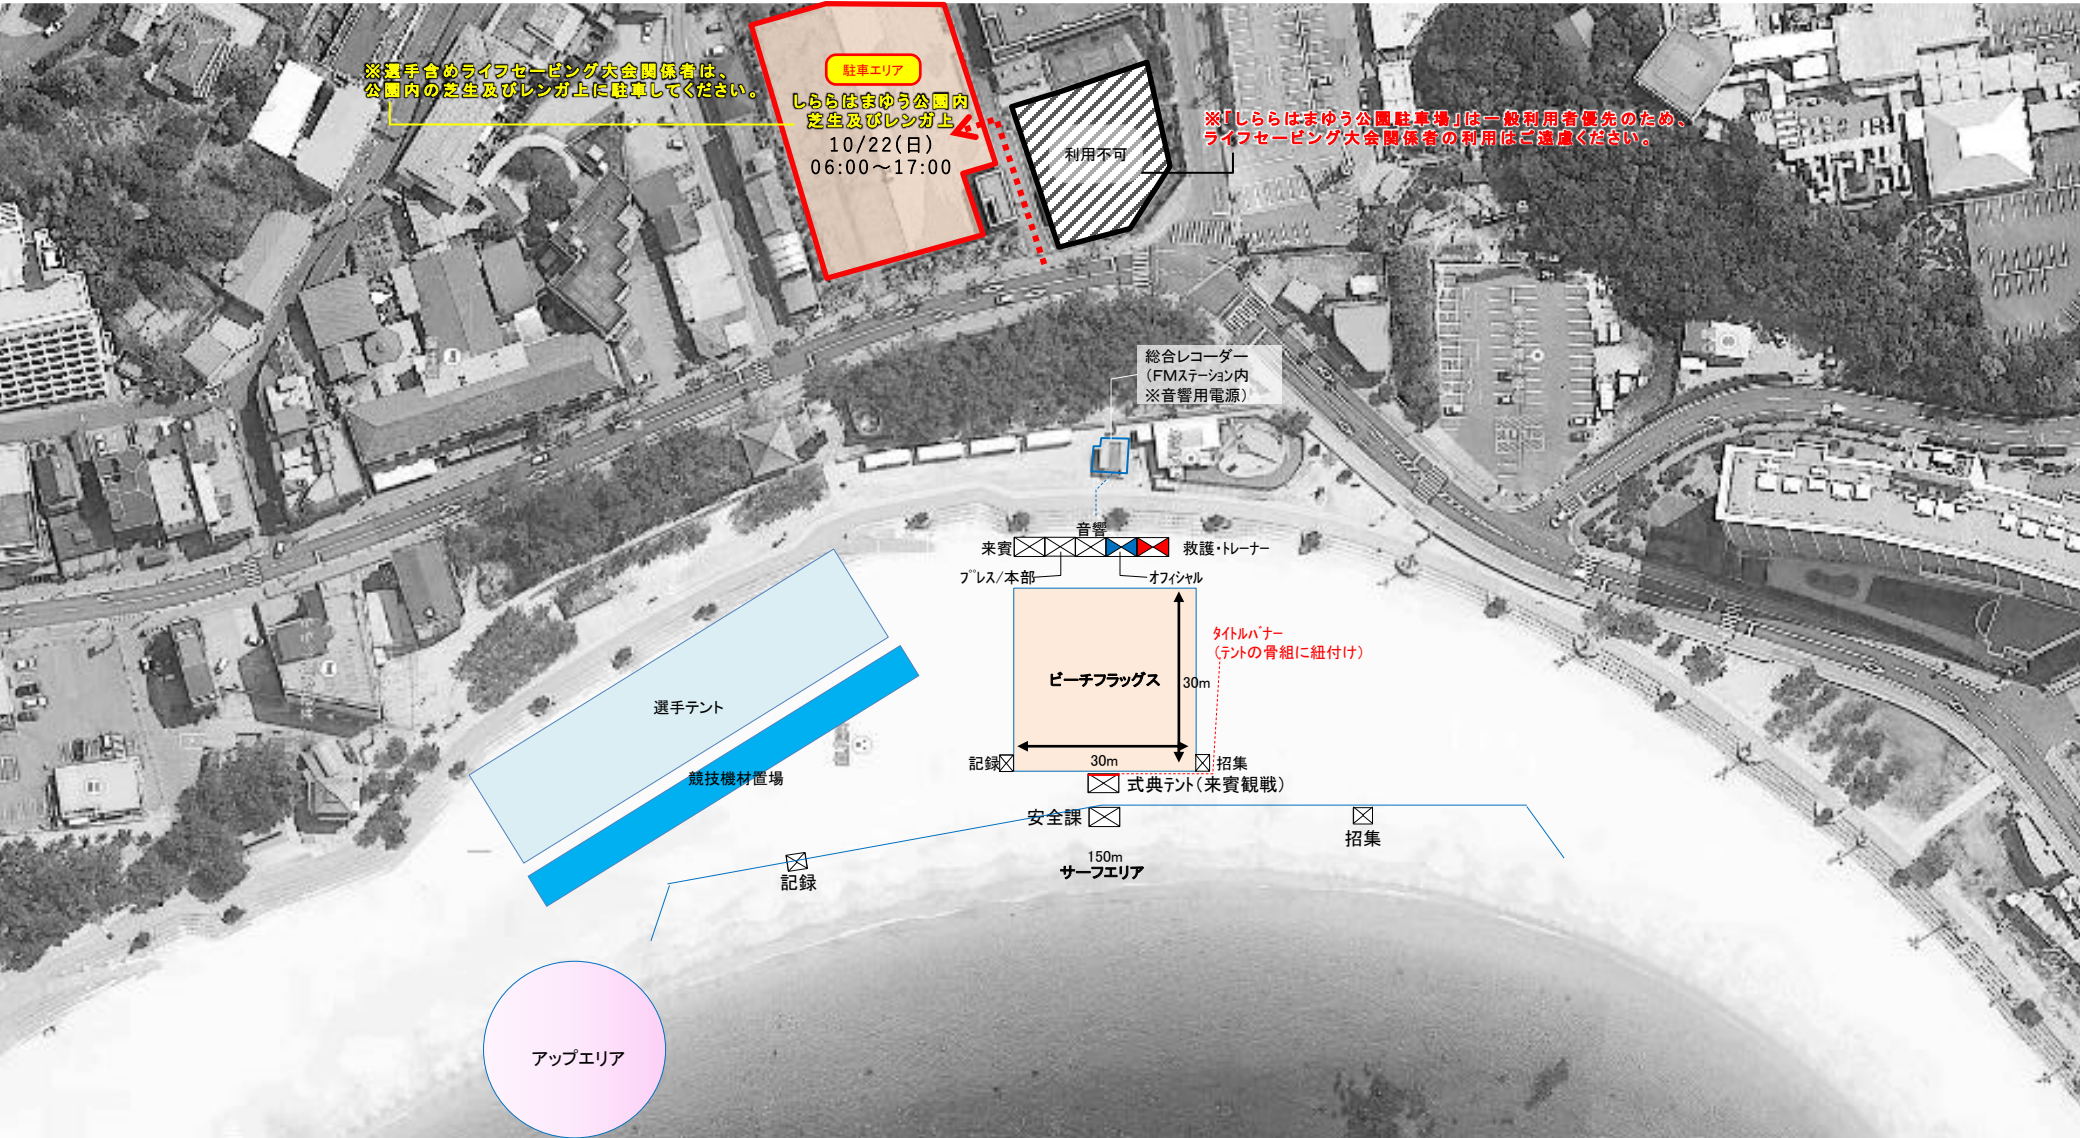 ※選手含めライフセービング大会関係者は、
公園内の芝生及びレンガ上に駐車してください。
駐車エリア
しららはまゆう公園内
芝生及びレンガ上
10/22(日)
06:00～17:00
利用不可
※「しららはまゆう公園駐車場」は一般利用者優先のため、
ライフセービング大会関係者の利用はご遠慮ください。
総合レコーダー
（FMステーション内
※音響用電源）
音響
来賓
救護・トレーナー
プレス/本部
オフィシャル
タイトルバナー
（テントの骨組に紐付け）
ビーチフラッグス
30m
30m
選手テント
競技機材置場
記録
招集
式典テント（来賓観戦）
安全課
招集
150m
サーフエリア
記録
アップエリア